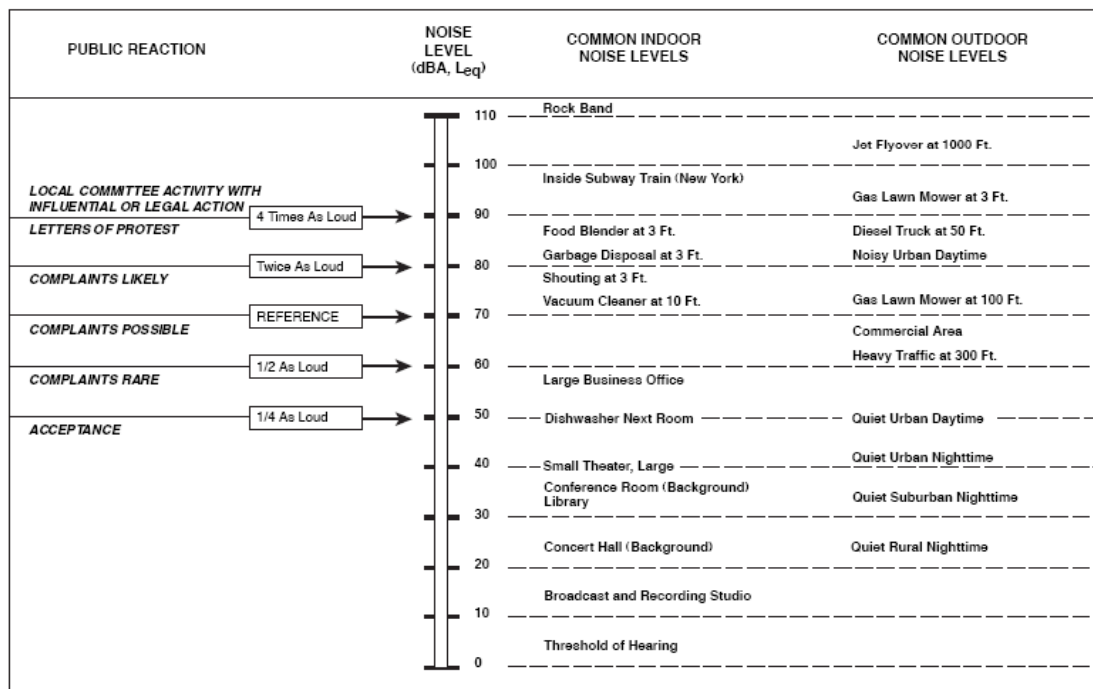 PUBLIC REACTION
NOISE
LEVEL
(dBA, Leq)
COMMON INDOOR
NOISE LEVELS
COMMON OUTDOOR
NOISE LEVELS
110
Rock Band
Jet Flyover at 1000 Ft.
100
Inside Subway Train (New York)
LOCAL COMMITTEE ACTIVITY WITH
INFLUENTIAL OR LEGAL ACTION
Gas Lawn Mower at 3 Ft.
4 Times As Loud
90
LETTERS OF PROTEST
Food Blender at 3 Ft.
Diesel Truck at 50 Ft.
Garbage Disposal at 3 Ft.
Noisy Urban Daytime
Twice As Loud
80
COMPLAINTS LIKELY
Shouting at 3 Ft.
Vacuum Cleaner at 10 Ft.
Gas Lawn Mower at 100 Ft.
REFERENCE
70
COMPLAINTS POSSIBLE
Commercial Area
Heavy Traffic at 300 Ft.
1/2 As Loud
60
COMPLAINTS RARE
Large Business Office
1/4 As Loud
50
Dishwasher Next Room
Quiet Urban Daytime
ACCEPTANCE
Quiet Urban Nighttime
40
Small Theater, Large
Conference Room (Background)
Library
Quiet Suburban Nighttime
30
Concert Hall (Background)
Quiet Rural Nighttime
20
Broadcast and Recording Studio
10
Threshold of Hearing
0